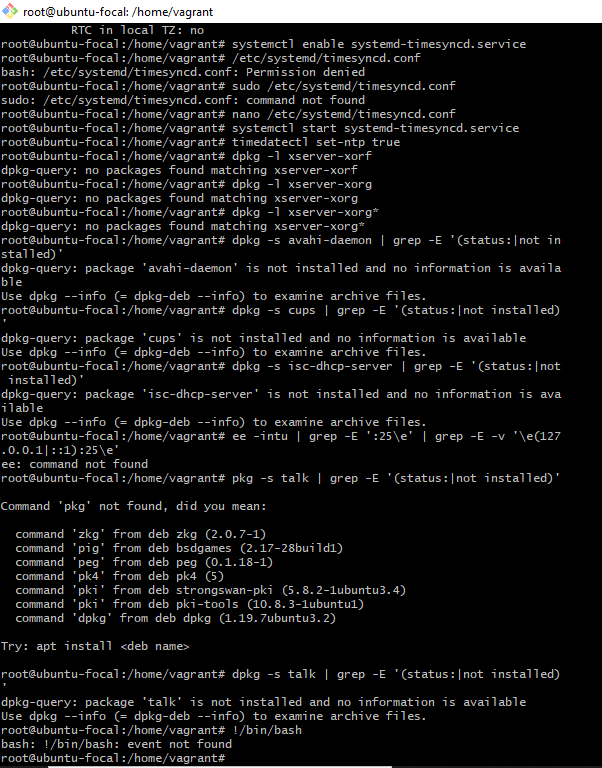 root@ubuntu-focal: /home/vagrant
RTC in local TZ: no
root@ubuntu-focal:/home/vagrant# systemctl enable systemd-timesyncd.service
root@ubuntu-focal:/home/vagrant# /etc/systemd/timesyncd.conf
bash: /etc/systemd/timesyncd.conf: Permission denied
root@ubuntu-focal:/home/vagrant# sudo /etc/systemd/timesyncd.conf
sudo: /etc/systemd/timesyncd.conf: command not found
root@ubuntu-focal:/home/vagrant# nano /etc/systemd/timesyncd.conf
root@ubuntu-focal:/home/vagrant# systemctl start systemd-timesyncd.service
root@ubuntu-focal:/home/vagrant# timedatectl set-ntp true
root@ubuntu-focal:/home/vagrant# dpkg -l xserver-xorf
dpkg-query: no packages found matching xserver-xorf
root@ubuntu-focal:/home/vagrant# dpkg -l xserver-xorg
dpkg-query: no packages found matching xserver-xorg
root@ubuntu-focal:/home/vagrant# dpkg -l xserver-xorg*
dpkg-query: no packages found matching xserver-xorg*
root@ubuntu-focal:/home/vagrant# dpkg -s avahi-daemon | grep -E '(status:|not in
stalled)'
dpkg-query: package 'avahi-daemon' is not installed and no information is availa
ble
Use dpkg --info (= dpkg-deb --info) to examine archive files.
root@ubuntu-focal:/home/vagrant# dpkg -s cups | grep -E '(status:|not installed)
'
dpkg-query: package 'cups' is not installed and no information is available
Use dpkg --info (= dpkg-deb --info) to examine archive files.
root@ubuntu-focal:/home/vagrant# dpkg -s isc-dhcp-server | grep -E '(status:|not
 installed)'
dpkg-query: package 'isc-dhcp-server' is not installed and no information is ava
ilable
Use dpkg --info (= dpkg-deb --info) to examine archive files.
root@ubuntu-focal:/home/vagrant# ee -intu | grep -E ':25\e' | grep -E -v '\e(127
.0.0.1|::1):25\e'
ee: command not found
root@ubuntu-focal:/home/vagrant# pkg -s talk | grep -E '(status:|not installed)'
Command 'pkg' not found, did you mean:
command 'zkg' from deb zkg (2.0.7-1)
command 'pig' from deb bsdgames (2.17-28build1)
command 'peg' from deb peg (0.1.18-1)
command 'pk4' from deb pk4 (5)
command 'pki' from deb strongswan-pki (5.8.2-1ubuntu3.4)
command 'pki' from deb pki-tools (10.8.3-1ubuntu1)
command 'dpkg' from deb dpkg (1.19.7ubuntu3.2)
Try: apt install <deb name>
root@ubuntu-focal:/home/vagrant# dpkg -s talk | grep -E '(status:|not installed)
'
dpkg-query: package 'talk' is not installed and no information is available
Use dpkg --info (= dpkg-deb --info) to examine archive files.
root@ubuntu-focal:/home/vagrant# !/bin/bash
bash: !/bin/bash: event not found
root@ubuntu-focal:/home/vagrant#